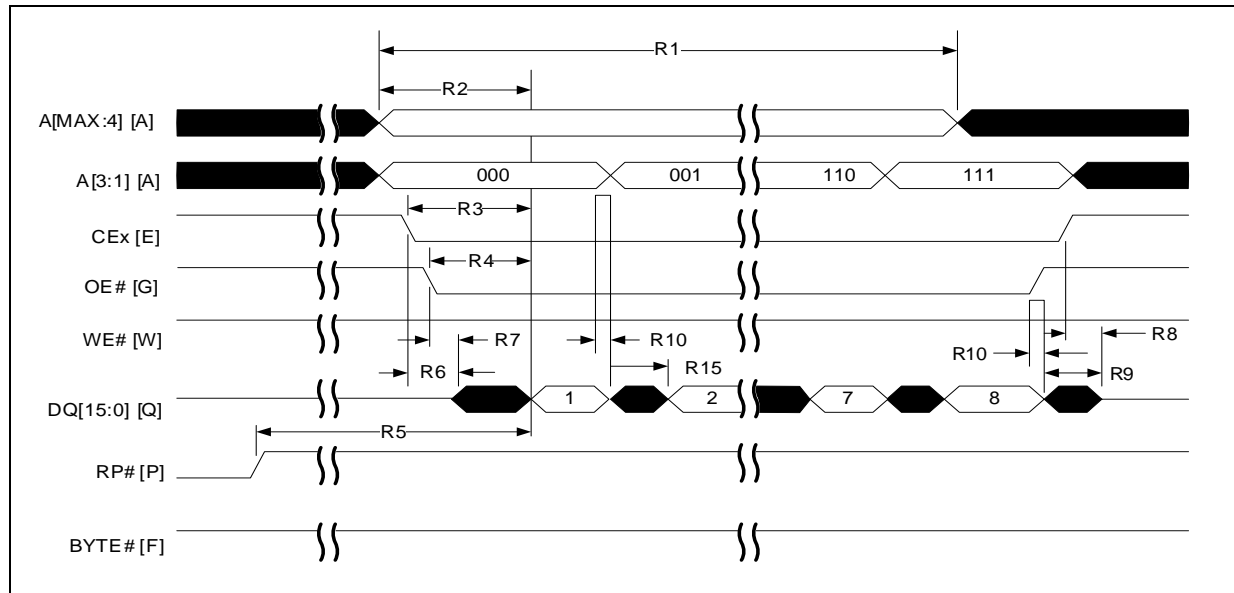 R1
R2
A[MAX:4] [A]
A[3:1] [A] 000 001 110 111
R3
CEx [E]
R4
OE# [G]
WE# [W]
R7 R10 R10 R8
R6 R15 R9
DQ[15:0] [Q] 1 2 7 8
R5
RP# [P]
BYTE# [F]